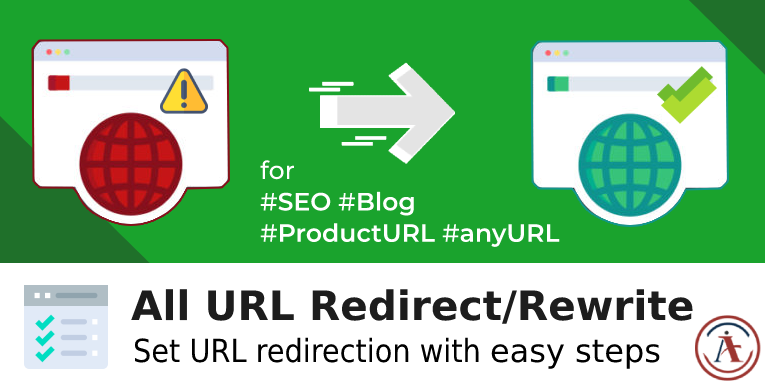 for
#SEO #Blog
#ProductURL #anyURL
All URL Redirect/Rewrite
Set URL redirection with easy steps